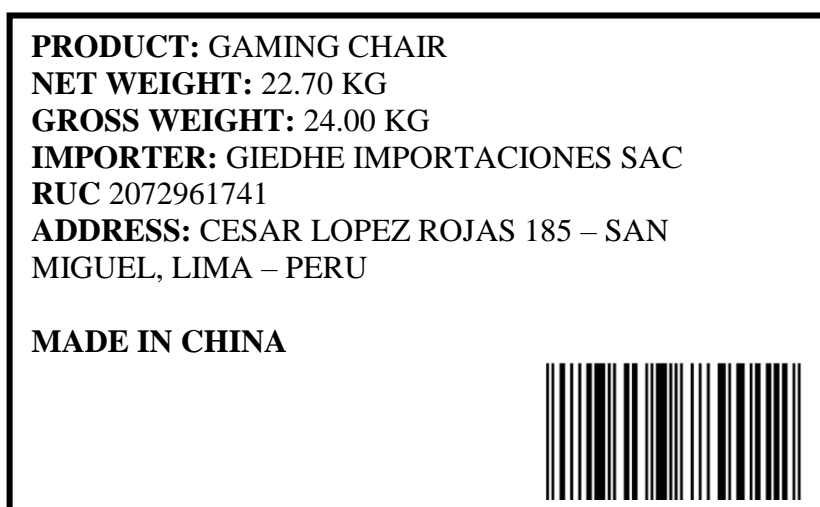 PRODUCT: GAMING CHAIR
NET WEIGHT: 22.70 KG
GROSS WEIGHT: 24.00 KG
IMPORTER: GIEDHE IMPORTACIONES SAC
RUC 2072961741
ADDRESS: CESAR LOPEZ ROJAS 185 – SAN
MIGUEL, LIMA – PERU
MADE IN CHINA